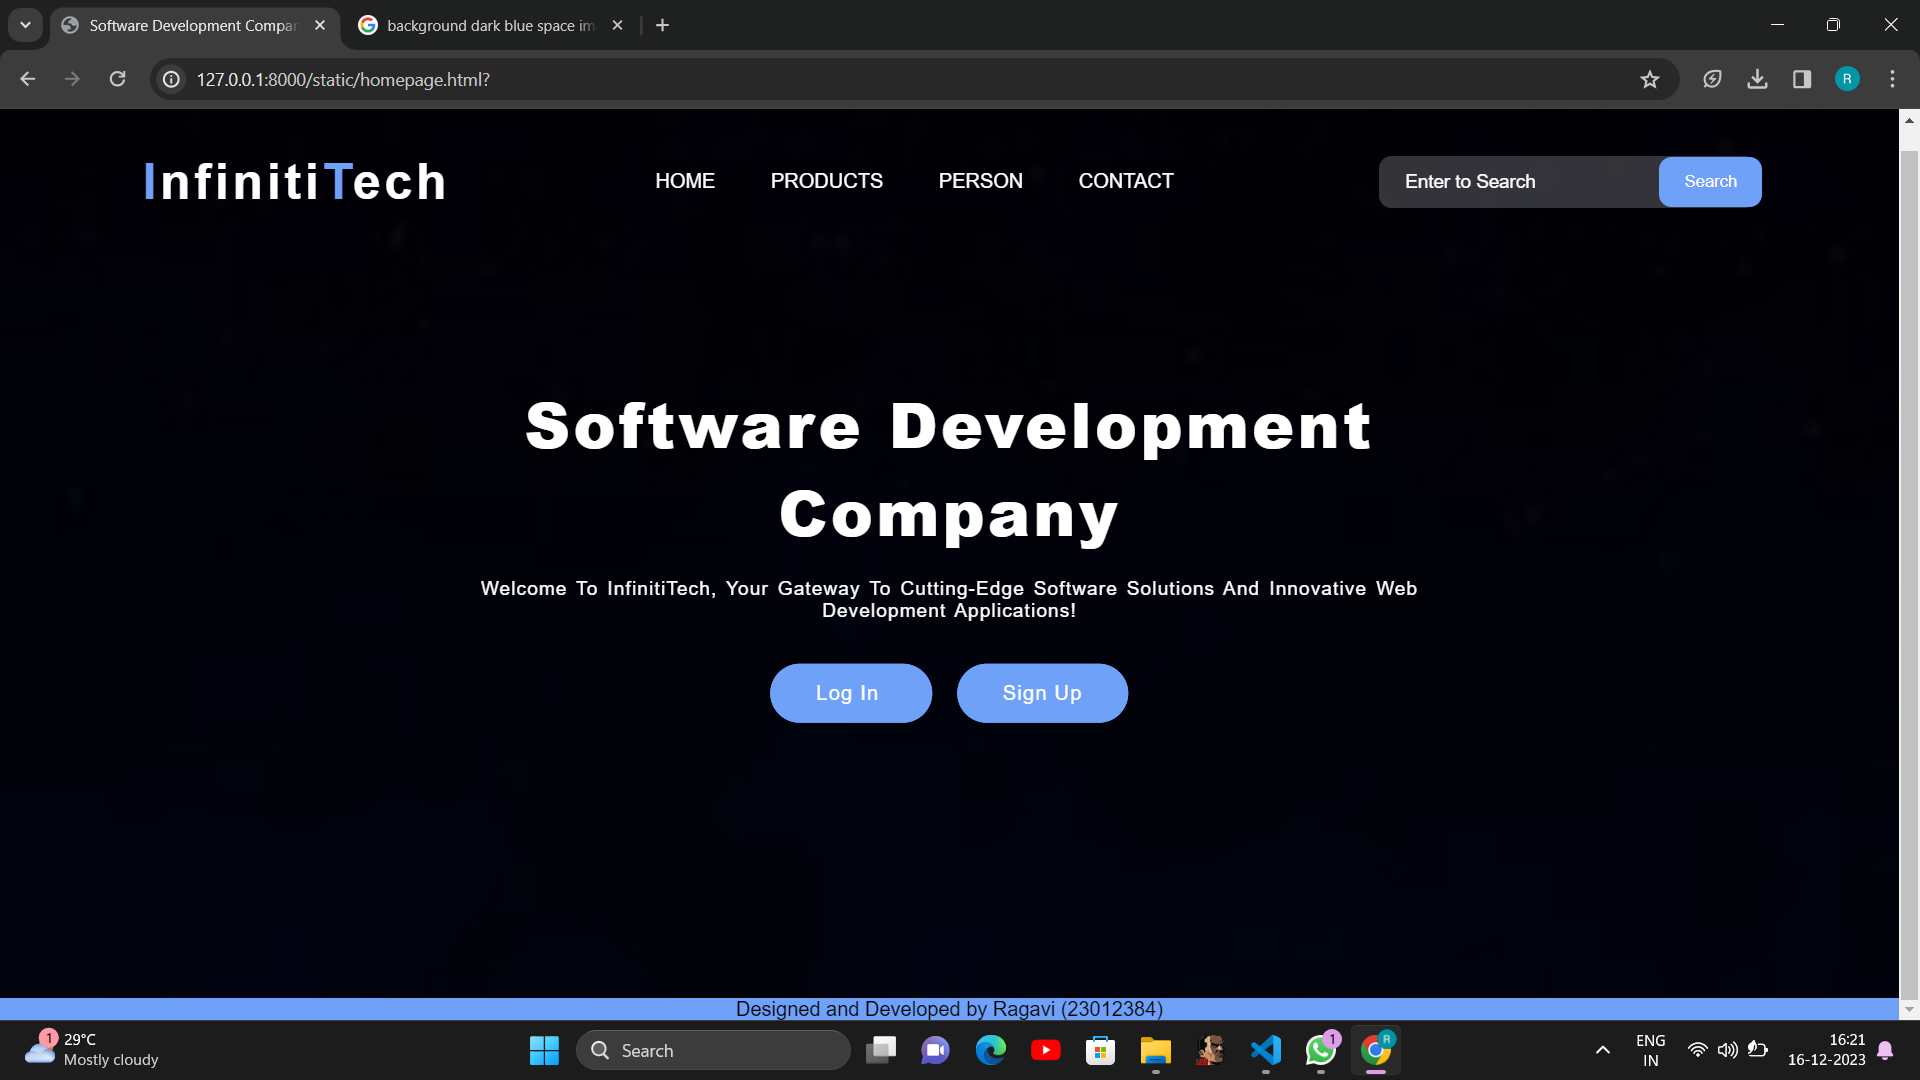 Software Development Compan
background dark blue space im
127.0.0.1:8000/static/homepage.html?
R
InfinitiTech
HOME PRODUCTS PERSON CONTACT
Enter to Search
Search
Software Development
Company
Welcome To InfinitiTech, Your Gateway To Cutting-Edge Software Solutions And Innovative Web
Development Applications!
Log In
Sign Up
Designed and Developed by Ragavi (23012384)
1
29°C
Mostly cloudy
Search
1
R
ENG
IN
16:21
16-12-2023